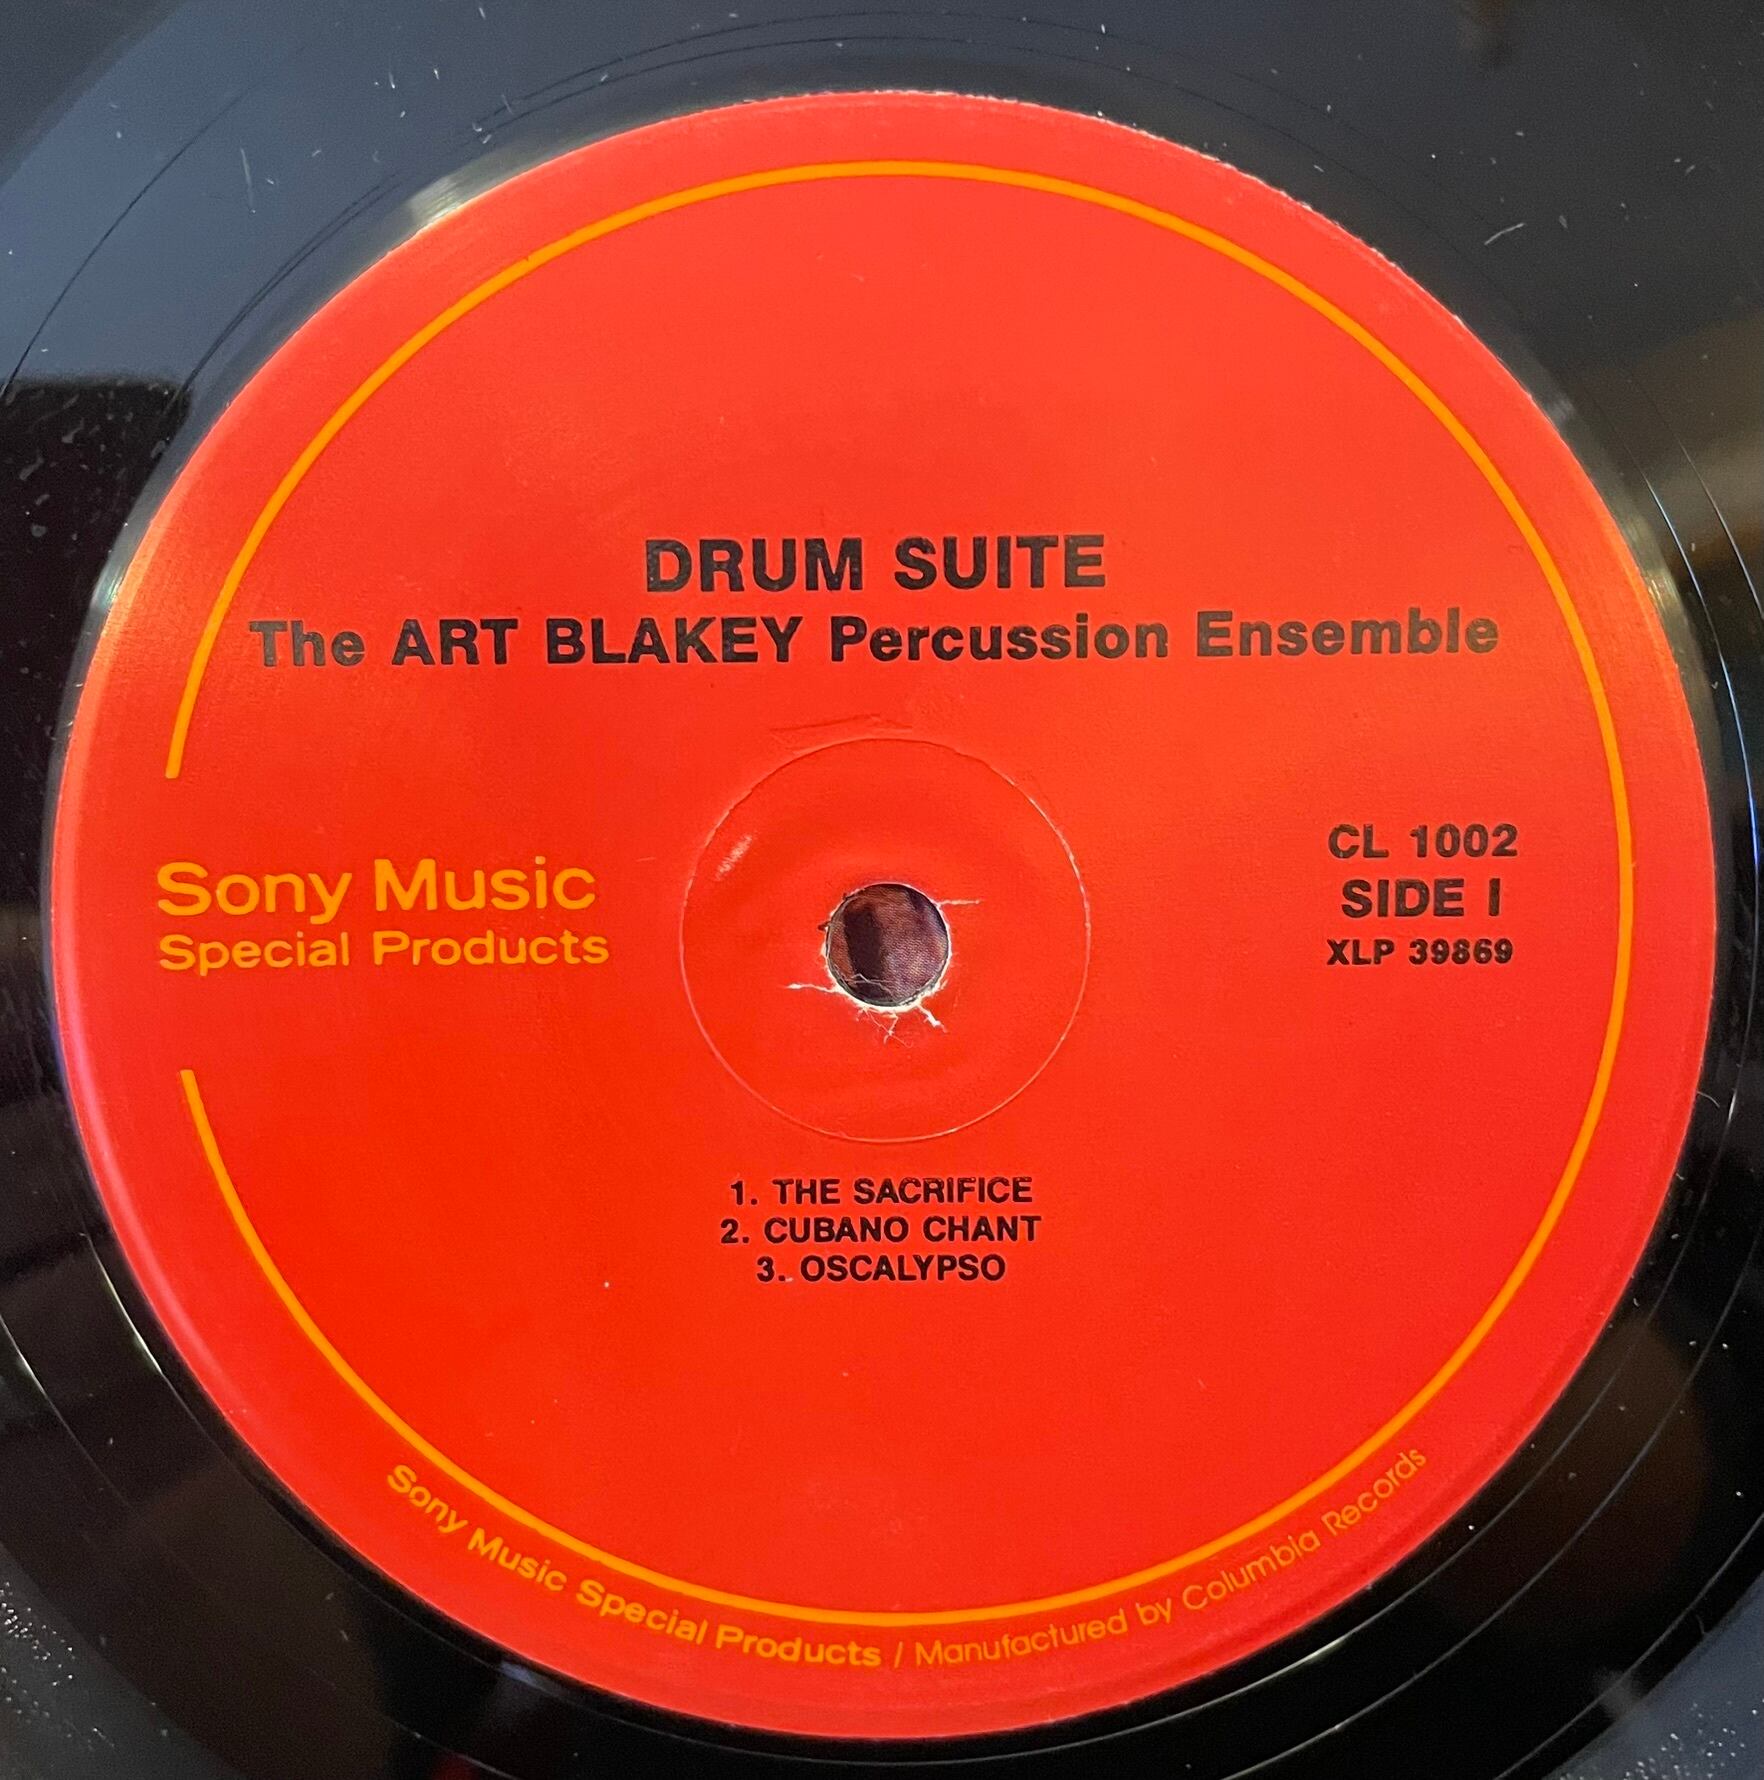 DRUM SUITE
The ART BLAKEY Percussion Ensemble
Sony Music
Special Products
CL 1002
SIDE I
XLP 39869
1. THE SACRIFICE
2. CUBANO CHANT
3. OSCALYPSO
Sony Music Special Products / Manufactured by Columbia Records